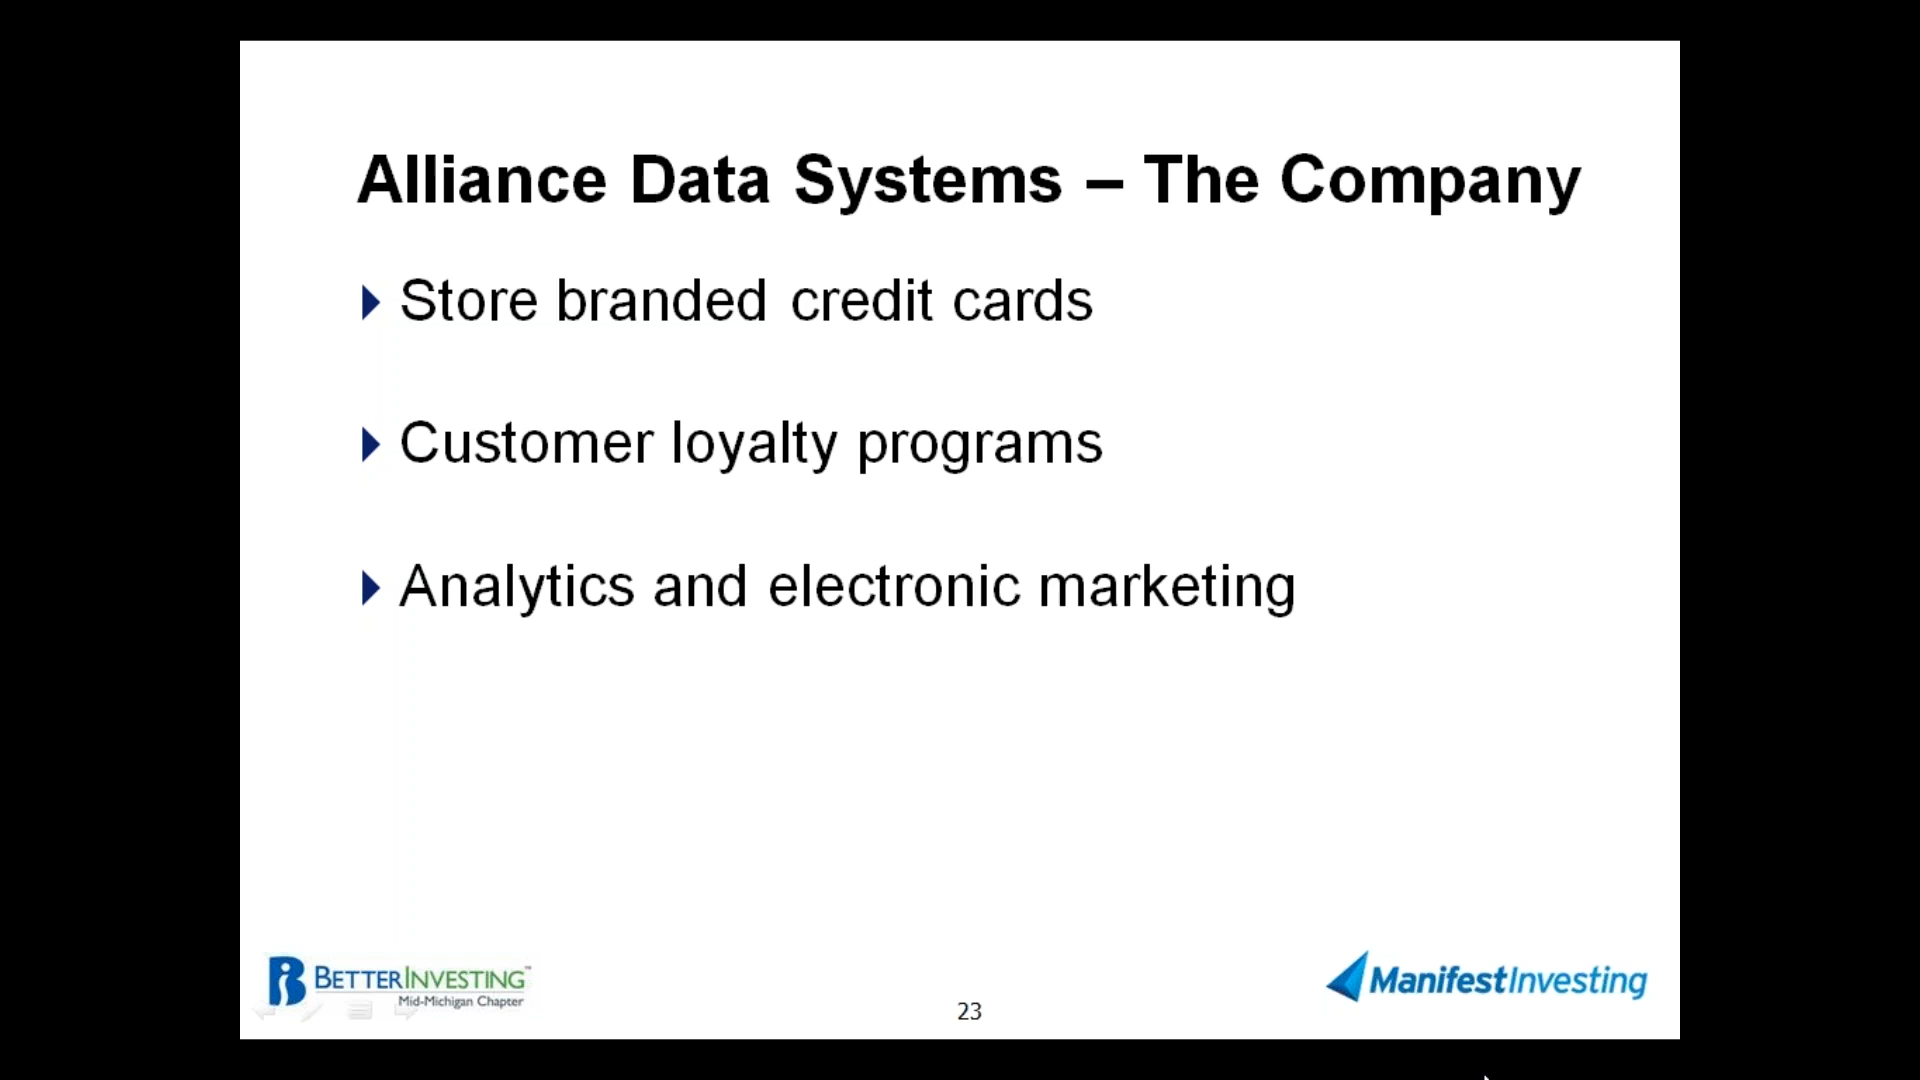 Alliance Data Systems – The Company
Store branded credit cards
Customer loyalty programs
Analytics and electronic marketing
BETTERINVESTING™
Mid-Michigan Chapter
23
ManifestInvesting